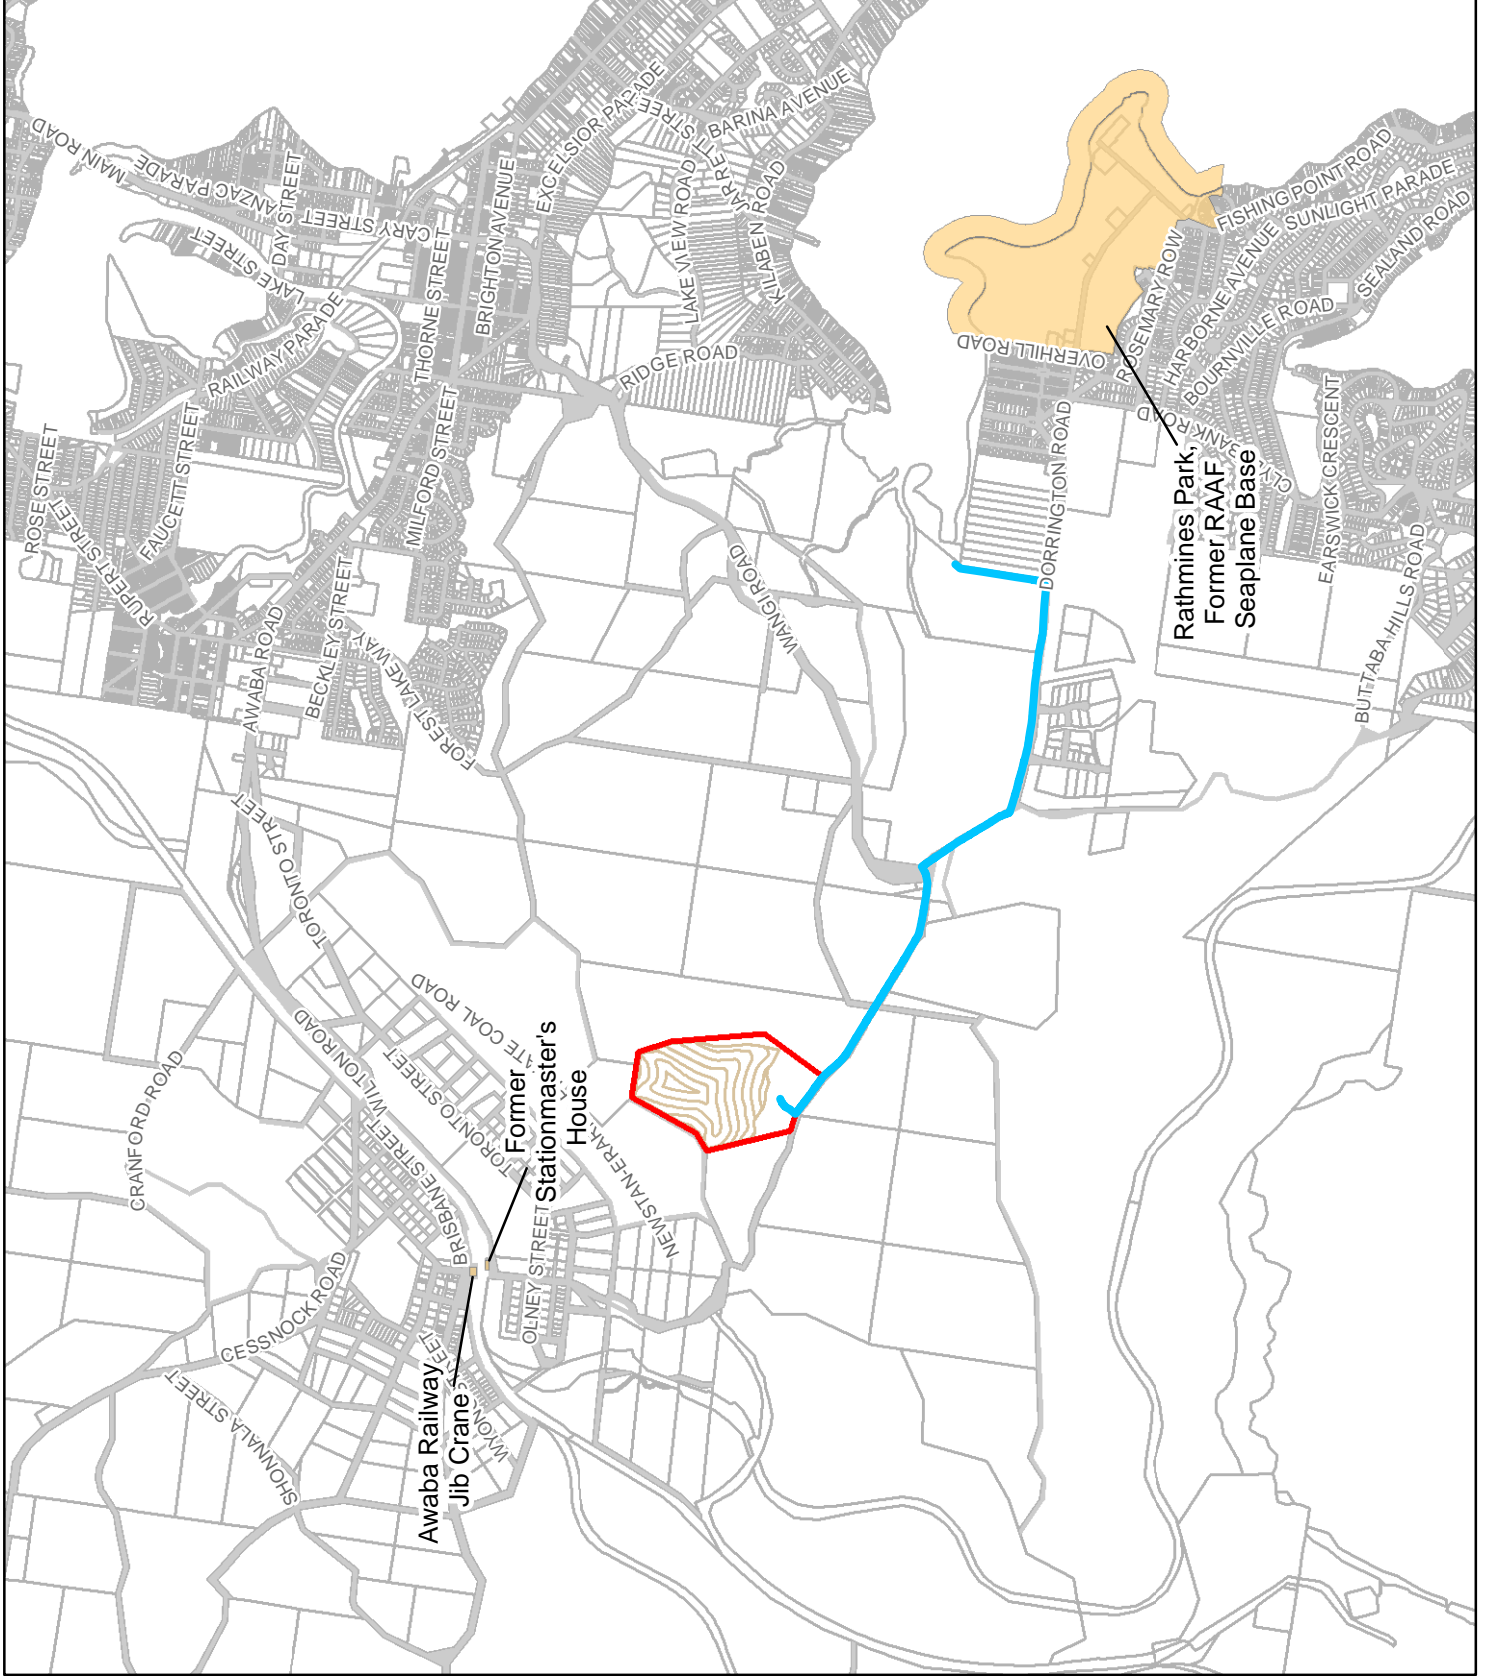 MAIN ROAD
ANZAC PARADE
DAY STREET
CARY STREET
LAKE STREET
RAILWAY PARADE
THORNE STREET
BRIGHTON AVENUE
EXCELSIOR PARADE
BARINA AVENUE
LAKE VIEW ROAD
KILABEN ROAD
RIDGE ROAD
ROSE STREET
RUPERT STREET
FAUCETT STREET
MILFORD STREET
AWABA ROAD
BECKLEY STREET
FOREST LAKE WAY
TORONTO STREET
WANGI ROAD
OVERHILL ROAD
DORRINGTON ROAD
ROSEMARY ROW
FISHING POINT ROAD
HARBORNE AVENUE
SUNLIGHT PARADE
BOURNVILLE ROAD
SEALAND ROAD
EARSWICK CRESCENT
BUTTABA HILLS ROAD
Rathmines Park,
Former RAAF
Seaplane Base
CRANFORD ROAD
WILTON ROAD
BRISBANE STREET
TORONTO STREET
Former
Stationmaster's
House
OLNEY STREET
CESSNOCK ROAD
SHONNALA STREET
Awaba Railway
Jib Crane